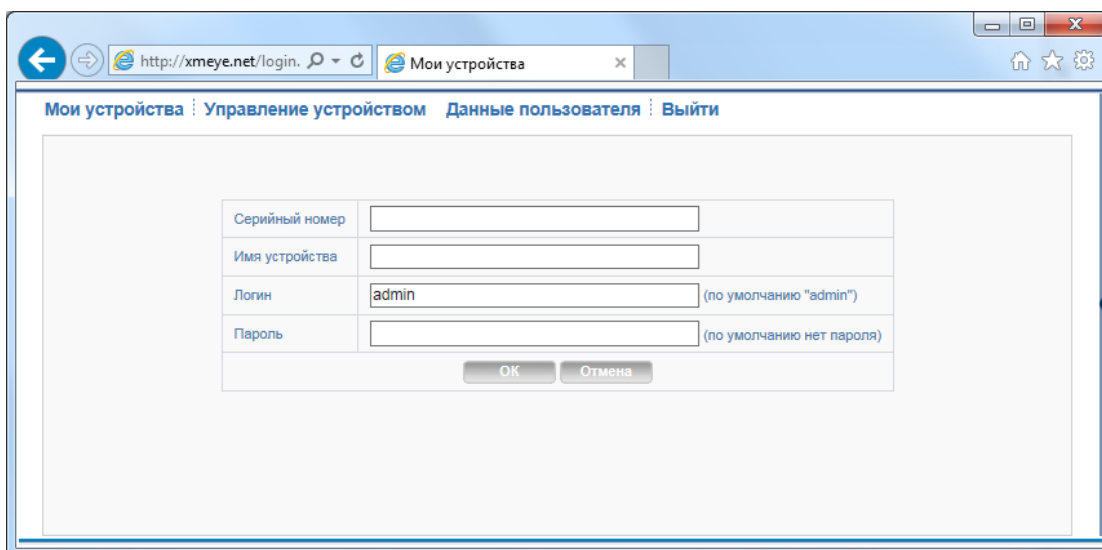 http://xmeye.net/login. Мои устройства
Мои устройства Управление устройством Данные пользователя Выйти
Серийный номер
Имя устройства
Логин admin (по умолчанию "admin")
Пароль (по умолчанию нет пароля)
ОК Отмена